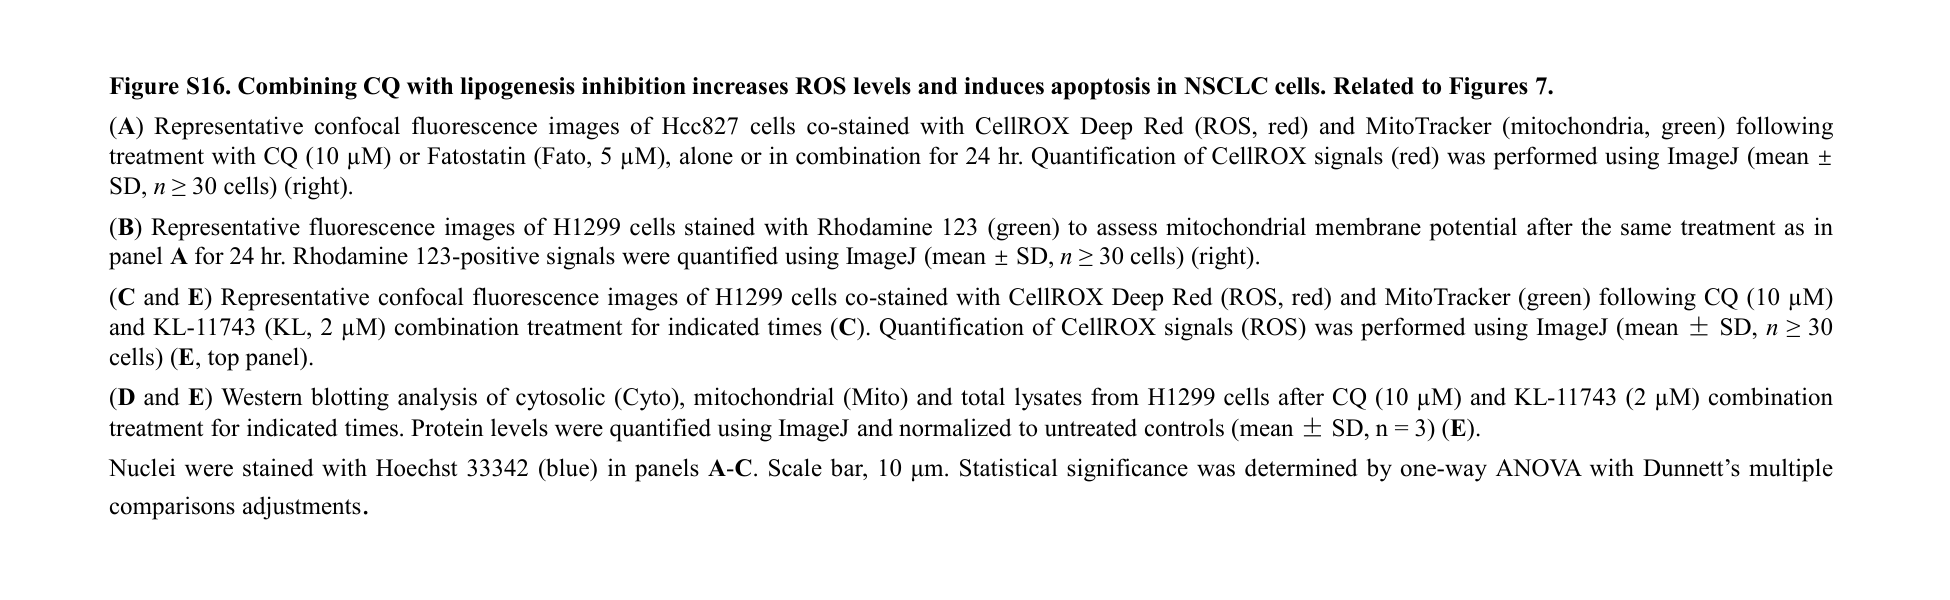 Figure S16. Combining CQ with lipogenesis inhibition increases ROS levels and induces apoptosis in NSCLC cells. Related to Figures 7.
(A) Representative confocal fluorescence images of Hcc827 cells co-stained with CellROX Deep Red (ROS, red) and MitoTracker (mitochondria, green) following
treatment with CQ (10 μM) or Fatostatin (Fato, 5 μM), alone or in combination for 24 hr. Quantification of CellROX signals (red) was performed using ImageJ (mean ±
SD, n ≥ 30 cells) (right).
(B) Representative fluorescence images of H1299 cells stained with Rhodamine 123 (green) to assess mitochondrial membrane potential after the same treatment as in
panel A for 24 hr. Rhodamine 123-positive signals were quantified using ImageJ (mean ± SD, n ≥ 30 cells) (right).
(C and E) Representative confocal fluorescence images of H1299 cells co-stained with CellROX Deep Red (ROS, red) and MitoTracker (green) following CQ (10 μM)
and KL-11743 (KL, 2 μM) combination treatment for indicated times (C). Quantification of CellROX signals (ROS) was performed using ImageJ (mean ± SD, n ≥ 30
cells) (E, top panel).
(D and E) Western blotting analysis of cytosolic (Cyto), mitochondrial (Mito) and total lysates from H1299 cells after CQ (10 μM) and KL-11743 (2 μM) combination
treatment for indicated times. Protein levels were quantified using ImageJ and normalized to untreated controls (mean ± SD, n = 3) (E).
Nuclei were stained with Hoechst 33342 (blue) in panels A-C. Scale bar, 10 μm. Statistical significance was determined by one-way ANOVA with Dunnett’s multiple
comparisons adjustments.